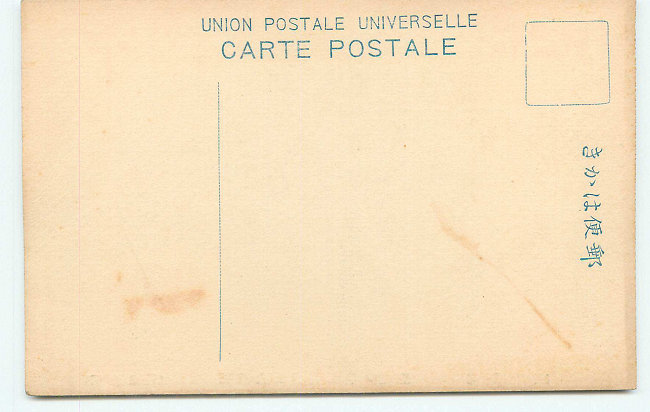 UNION POSTALE UNIVERSELLE
CARTE POSTALE
郵便はかき